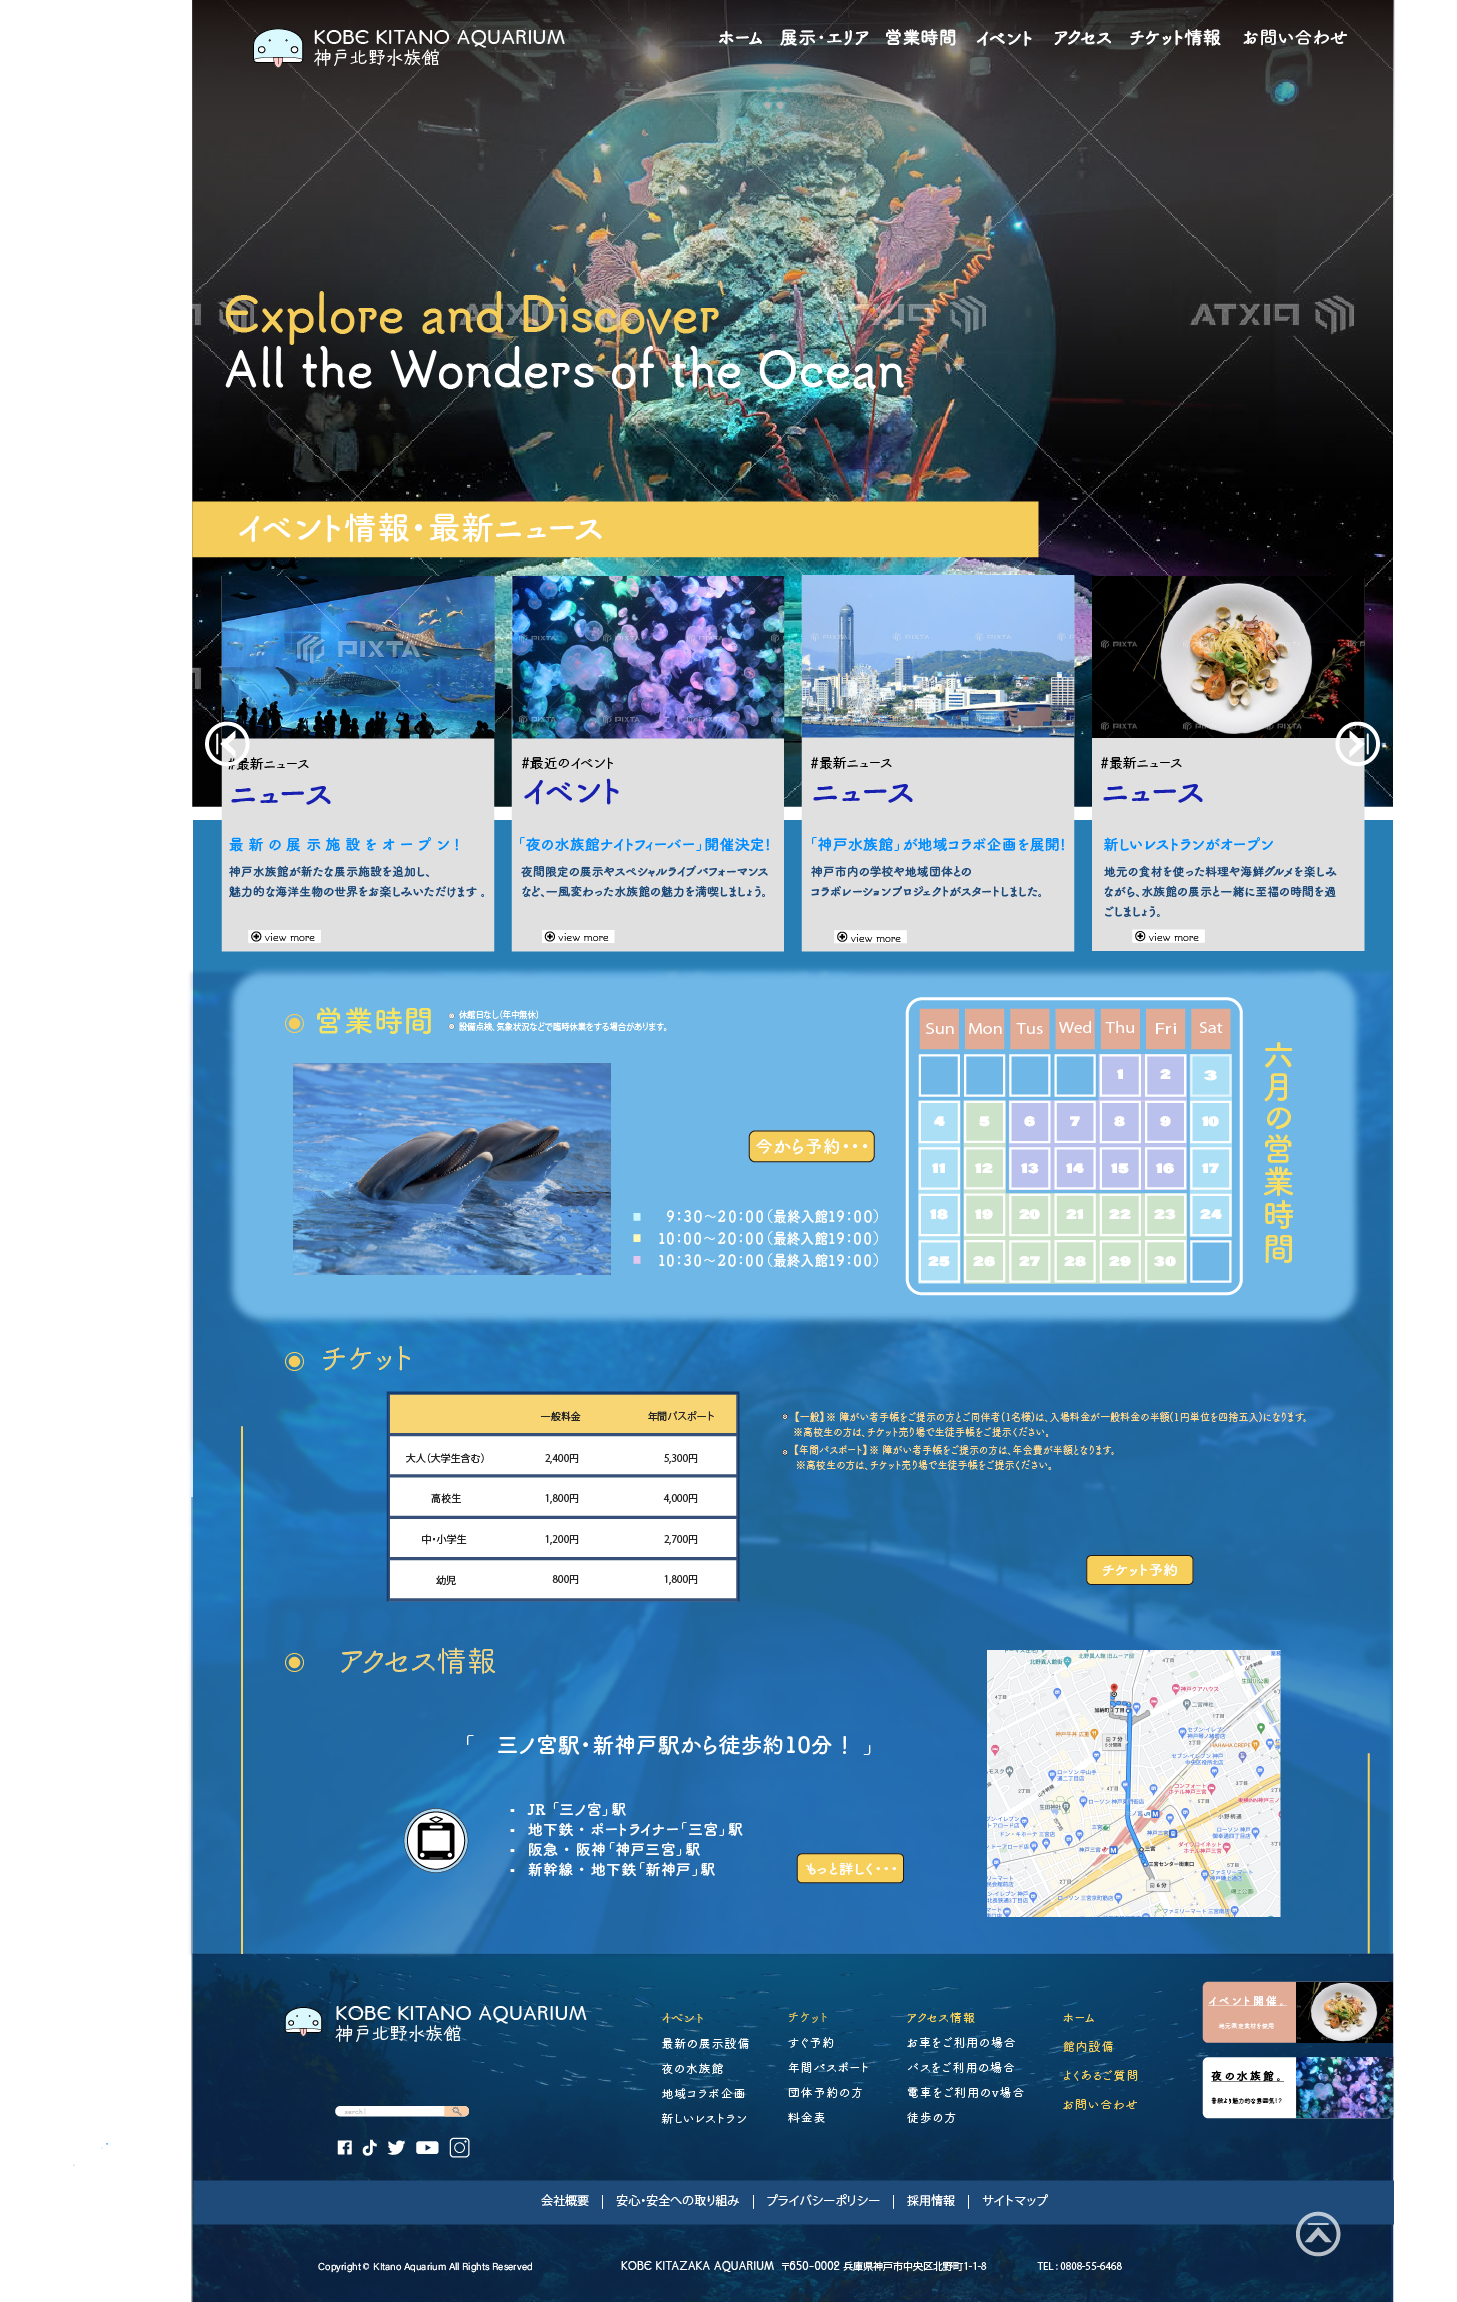 KOBE KITANO AQUARIUM
神戸北野水族館
ホーム 展示・エリア 営業時間 イベント アクセス チケット情報 お問い合わせ
Explore and Discover
All the Wonders of the Ocean
イベント情報・最新ニュース
PIXTA
#最新ニュース
ニュース
最新の展示施設をオープン！
神戸水族館が新たな展示施設を追加し、
魅力的な海洋生物の世界をお楽しみいただけます 。
view more
#最近のイベント
イベント
「夜の水族館ナイトフィーバー」開催決定！
夜間限定の展示やスペシャルライブパフォーマンス
など、一風変わった水族館の魅力を満喫しましょう。
view more
#最新ニュース
ニュース
「神戸水族館」が地域コラボ企画を展開！
神戸市内の学校や地域団体との
コラボレーションプロジェクトがスタートしました。
view more
#最新ニュース
ニュース
新しいレストランがオープン
地元の食材を使った料理や海鮮グルメを楽しみ
ながら、水族館の展示と一緒に至福の時間を過
ごしましょう。
view more
営業時間
休館日なし(年中無休)
設備点検、気象状況などで臨時休業をする場合があります。
今から予約・・・
9:30～20:00（最終入館19:00）
10:00～20:00（最終入館19:00）
10:30～20:00（最終入館19:00）
Sun Mon Tus Wed Thu Fri Sat
1 2 3
4 5 6 7 8 9 10
11 12 13 14 15 16 17
18 19 20 21 22 23 24
25 26 27 28 29 30
六月の営業時間
チケット
一般料金 年間パスポート
大人（大学生含む） 2,400円 5,300円
高校生 1,800円 4,000円
中・小学生 1,200円 2,700円
幼児 800円 1,800円
【一般】※ 障がい者手帳をご提示の方とご同伴者（1名様）は、入場料金が一般料金の半額（1円単位を四捨五入）になります。
※高校生の方は、チケット売り場で生徒手帳をご提示ください。
【年間パスポート】※ 障がい者手帳をご提示の方は、年会費が半額となります。
※高校生の方は、チケット売り場で生徒手帳をご提示ください。
チケット予約
アクセス情報
「 三ノ宮駅・新神戸駅から徒歩約10分！ 」
JR 「三ノ宮」駅
地下鉄 ・ ポートライナー「三宮」駅
阪急 ・ 阪神「神戸三宮」駅
新幹線 ・ 地下鉄「新神戸」駅
もっと詳しく・・・
KOBE KITANO AQUARIUM
神戸北野水族館
serch
イベント
最新の展示設備
夜の水族館
地域コラボ企画
新しいレストラン
チケット
すぐ予約
年間パスポート
団体予約の方
料金表
アクセス情報
お車をご利用の場合
バスをご利用の場合
電車をご利用のv場合
徒歩の方
ホーム
館内設備
よくあるご質問
お問い合わせ
イベント開催。
地元限定食材を使用
夜の水族館。
普段より魅力的な雰囲気！？
会社概要 | 安心・安全への取り組み | プライバシーポリシー | 採用情報 | サイトマップ
Copyright © Kitano Aquarium All Rights Reserved
KOBE KITAZAKA AQUARIUM 〒650-0002 兵庫県神戸市中央区北野町1-1-8
TEL : 0808-55-6468